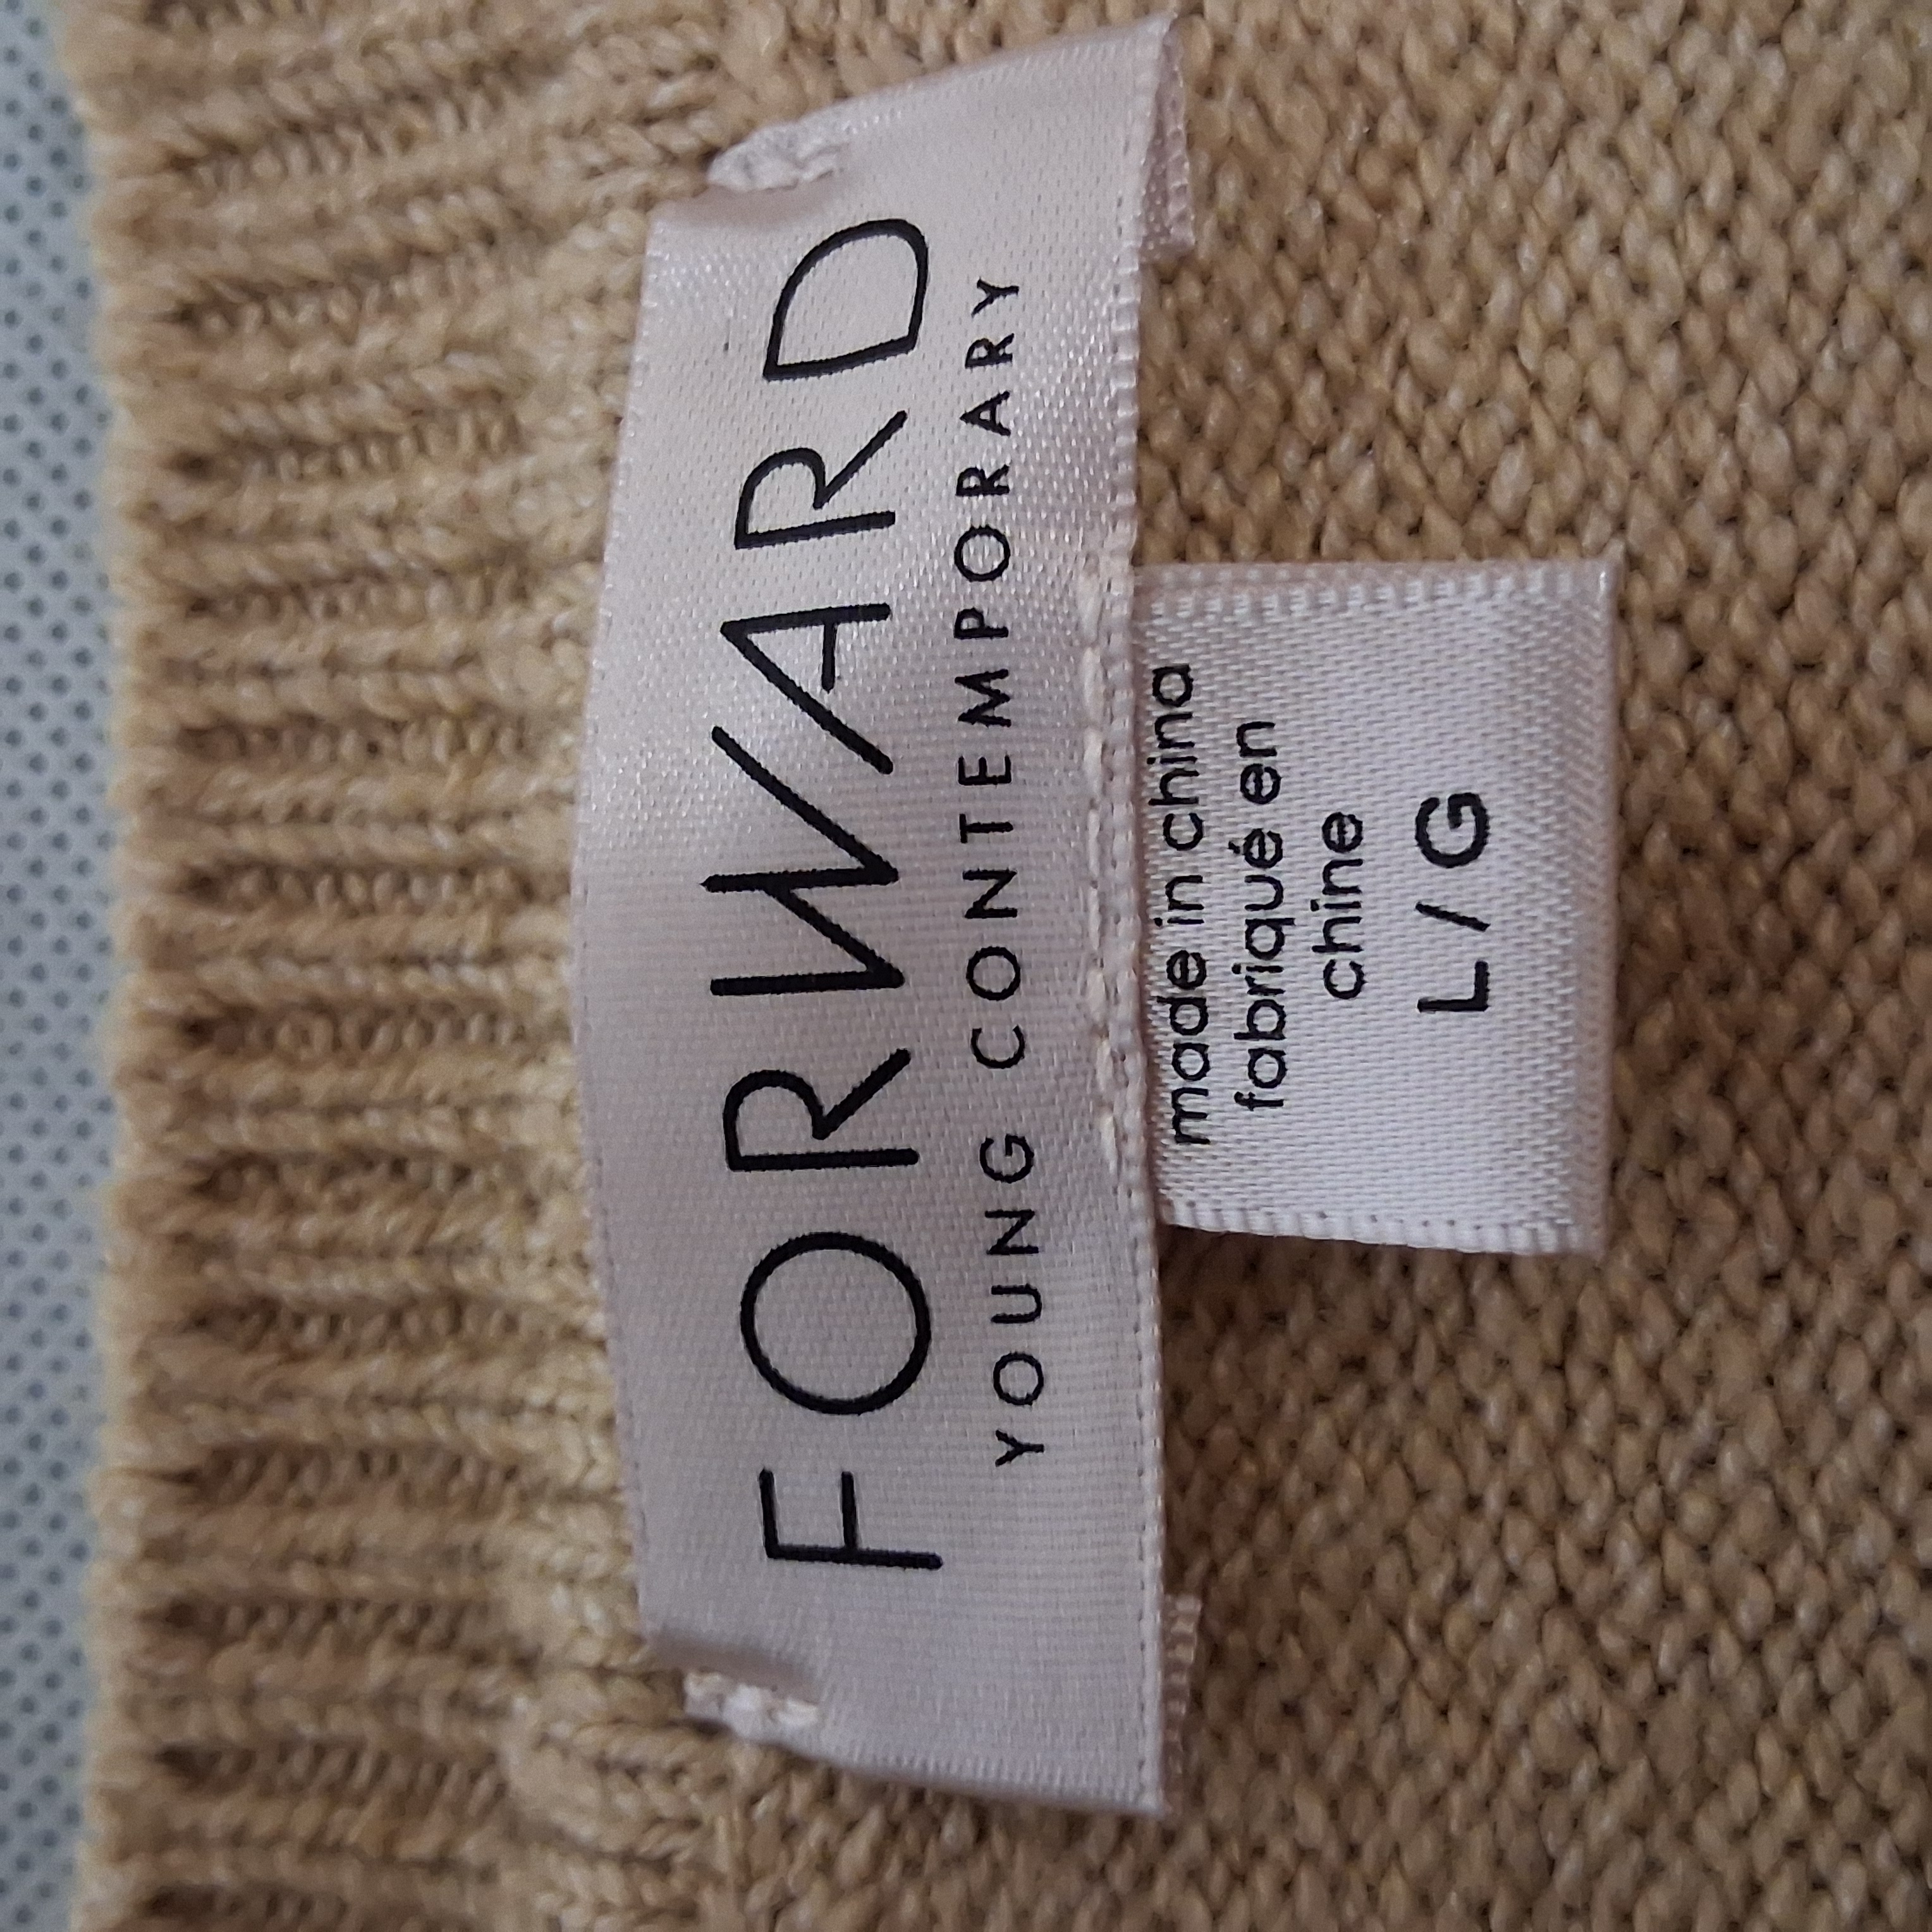 FORWARD
YOUNG CONTEMPORARY
made in china
fabriqué en
chine
L / G